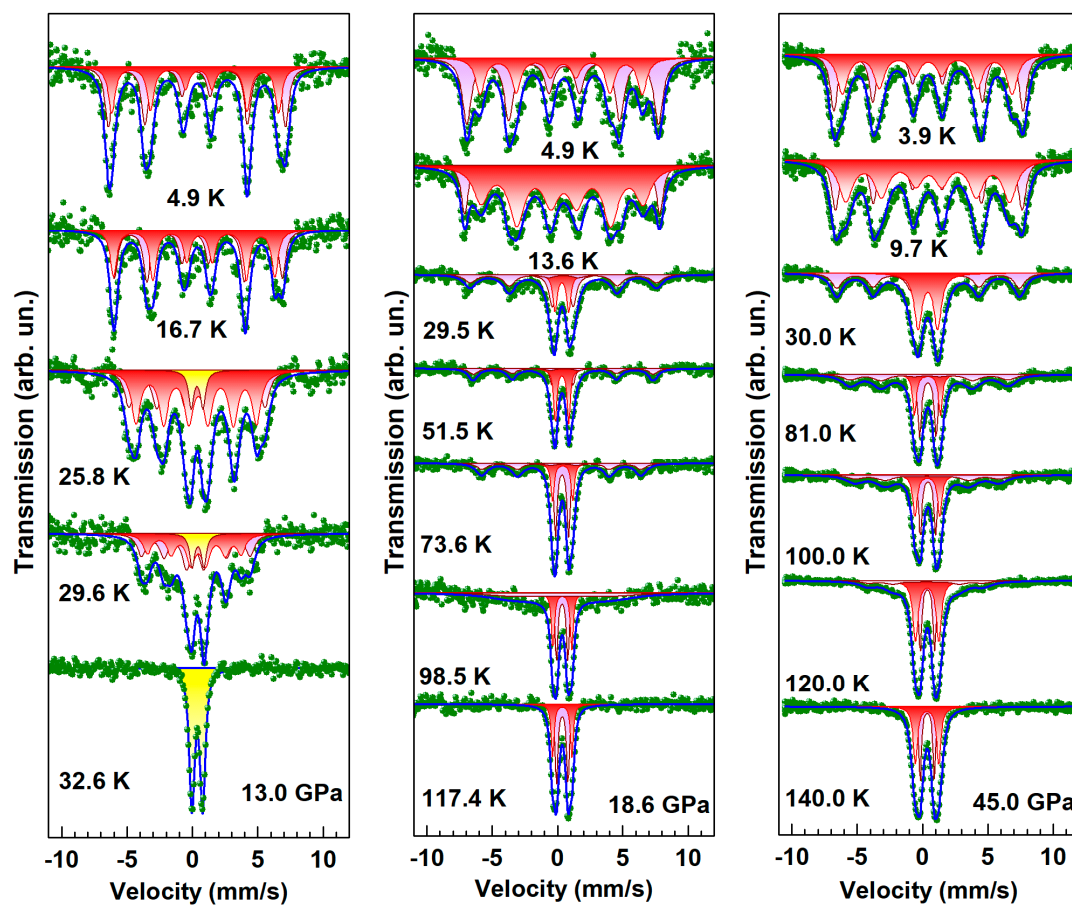 Transmission (arb. un.)
4.9 K
16.7 K
25.8 K
29.6 K
32.6 K
13.0 GPa
-10 -5 0 5 10
Velocity (mm/s)
Transmission (arb. un.)
4.9 K
13.6 K
29.5 K
51.5 K
73.6 K
98.5 K
117.4 K
18.6 GPa
-10 -5 0 5 10
Velocity (mm/s)
Transmission (arb. un.)
3.9 K
9.7 K
30.0 K
81.0 K
100.0 K
120.0 K
140.0 K
45.0 GPa
-10 -5 0 5 10
Velocity (mm/s)